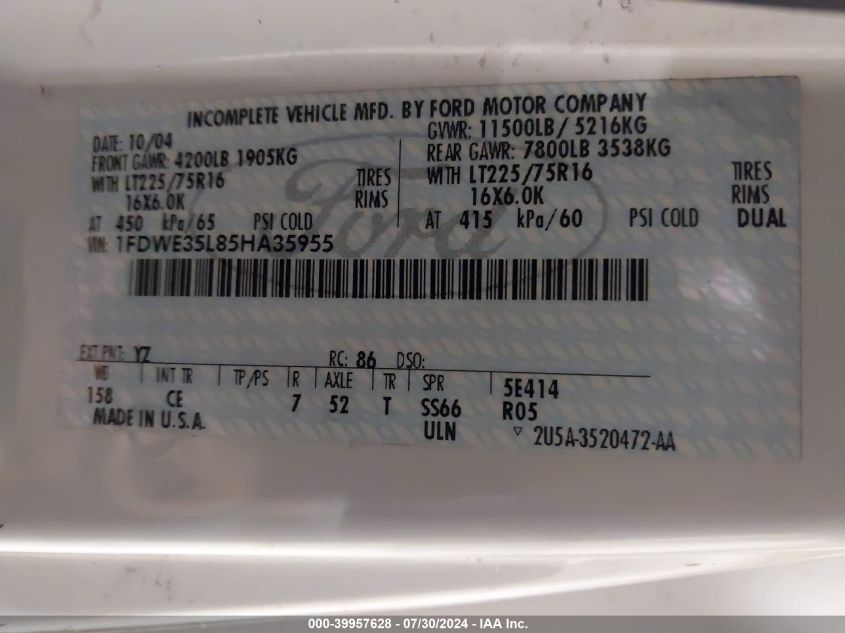 INCOMPLETE VEHICLE MFD. BY FORD MOTOR COMPANY
DATE: 10/04 GVWR: 11500LB/ 5216KG
FRONT GAWR: 4200LB 1905KG REAR GAWR: 7800LB 3538KG
WITH LT225/75R16 TIRES WITH LT225/75R16 TIRES
16X6.0K RIMS 16X6.0K RIMS
AT 450 kPa/65 PSI COLD AT 415 kPa/60 PSI COLD DUAL
VIN: 1FDWE35L85HA35955
Ford
EXT PNT: YZ RC: 86 DSO:
WB INT TR TP/PS R AXLE TR SPR 5E414
158 CE 7 52 T SS66 R05
MADE IN U.S.A. ULN ▽ 2U5A-3520472-AA
000-39957628 / 07/30/2024 - IAA Inc.